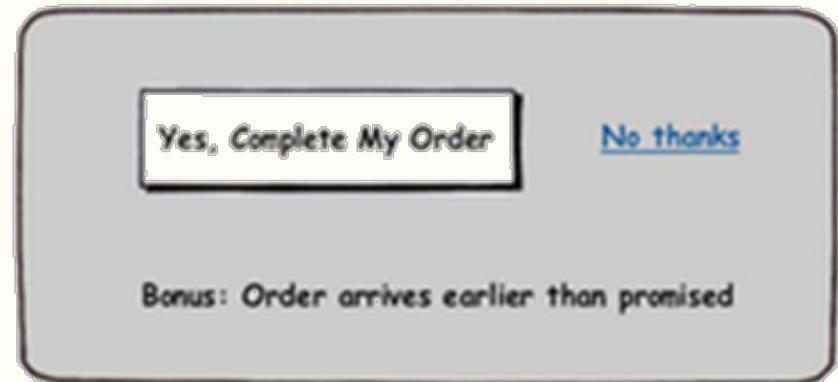 Yes, Complete My Order No thanks
Bonus: Order arrives earlier than promised